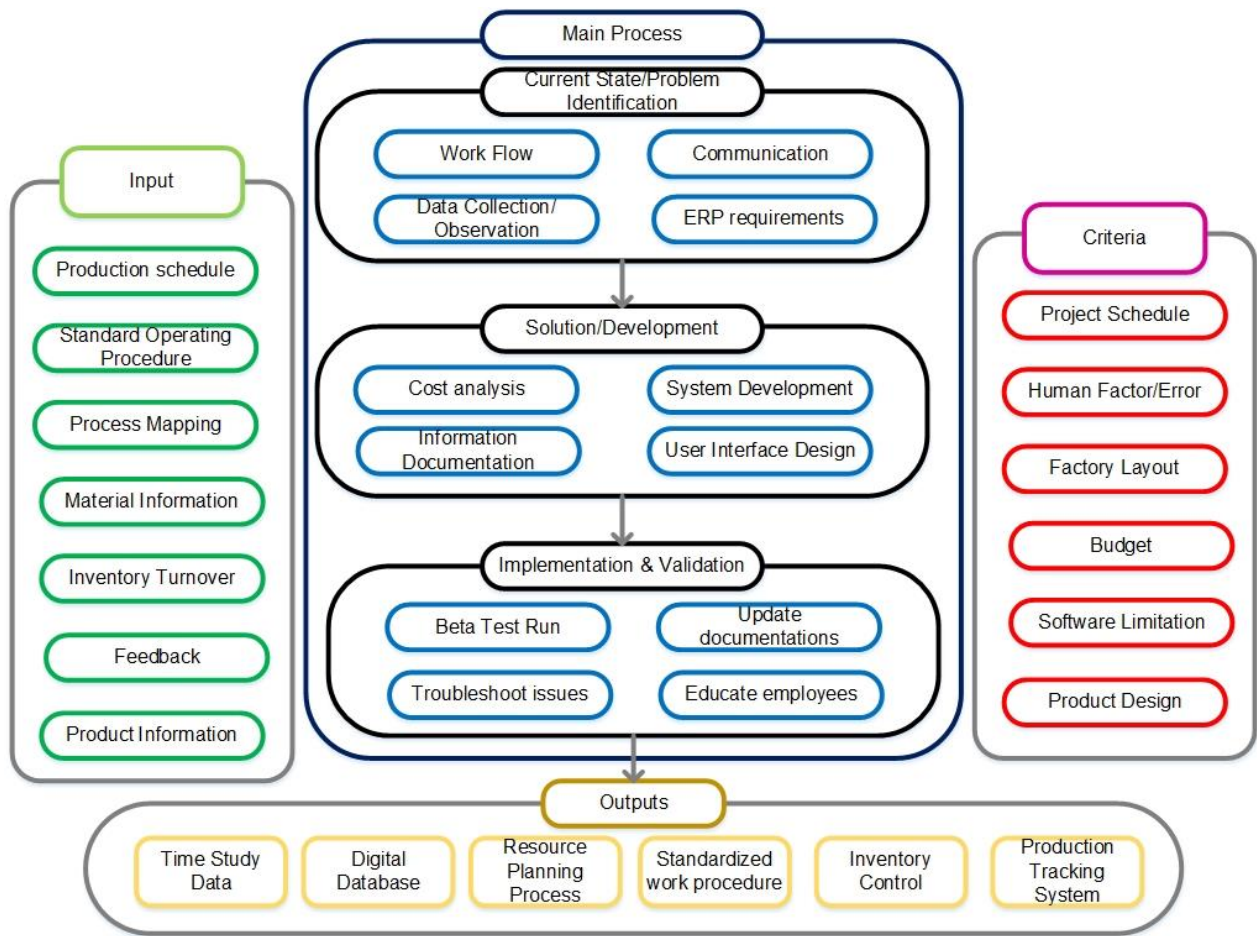 Main Process
Current State/Problem
Identification
Work Flow
Communication
Data Collection/
Observation
ERP requirements
Input
Production schedule
Standard Operating
Procedure
Process Mapping
Material Information
Inventory Turnover
Feedback
Product Information
Solution/Development
Cost analysis
System Development
Information
Documentation
User Interface Design
Implementation & Validation
Beta Test Run
Update
documentations
Troubleshoot issues
Educate employees
Criteria
Project Schedule
Human Factor/Error
Factory Layout
Budget
Software Limitation
Product Design
Outputs
Time Study
Data
Digital
Database
Resource
Planning
Process
Standardized
work procedure
Inventory
Control
Production
Tracking
System